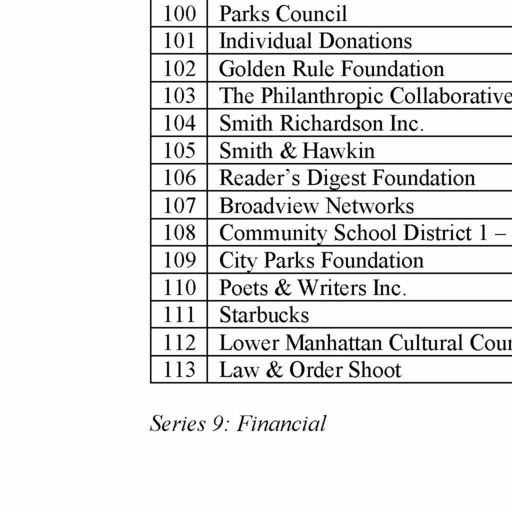 100 Parks Council
101 Individual Donations
102 Golden Rule Foundation
103 The Philanthropic Collaborative
104 Smith Richardson Inc.
105 Smith & Hawkin
106 Reader’s Digest Foundation
107 Broadview Networks
108 Community School District 1 –
109 City Parks Foundation
110 Poets & Writers Inc.
111 Starbucks
112 Lower Manhattan Cultural
113 Law & Order Shoot
Series 9: Financial